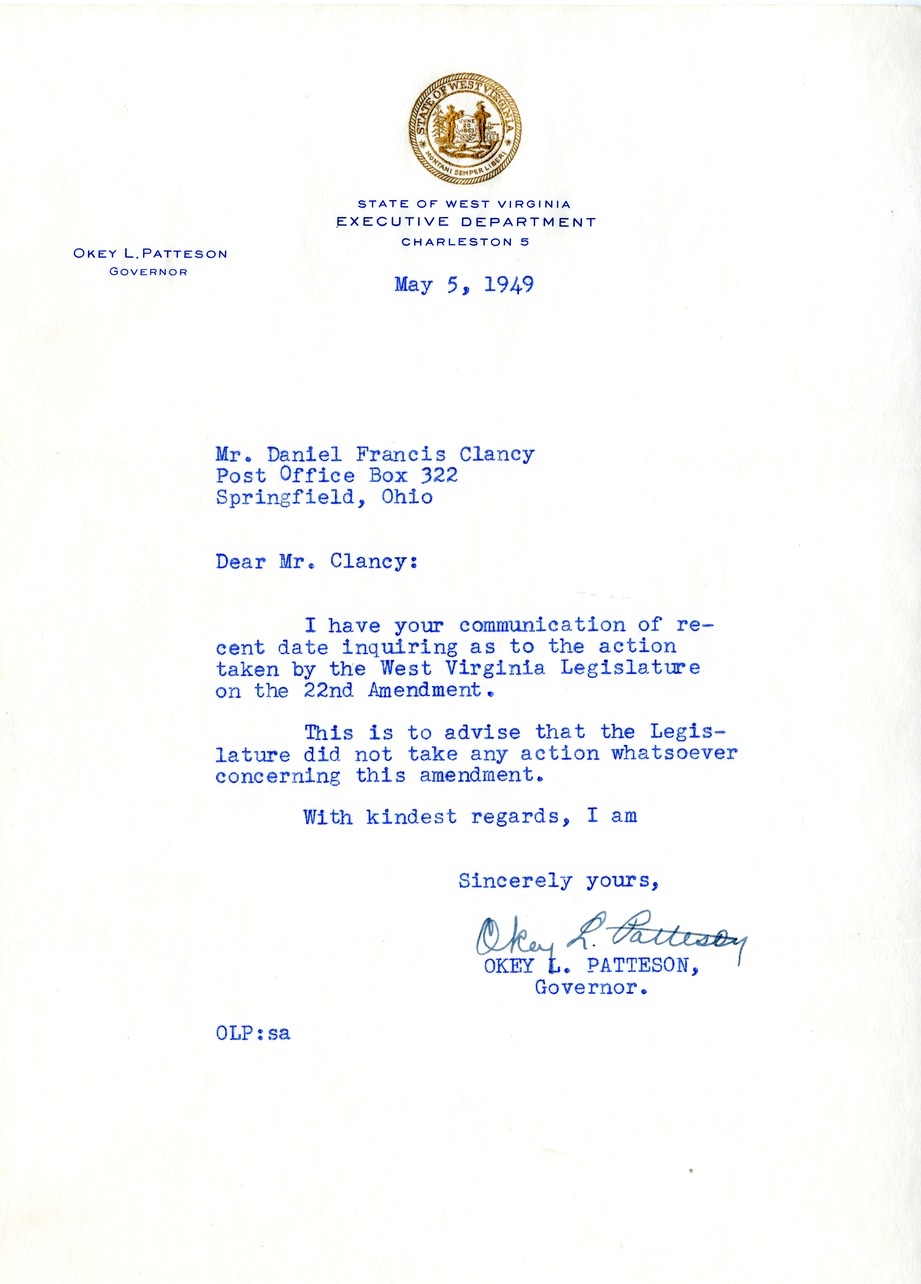 STATE OF WEST VIRGINIA
JUNE
20
1863
MONTANI SEMPER LIBERI
STATE OF WEST VIRGINIA
EXECUTIVE DEPARTMENT
CHARLESTON 5
OKEY L. PATTESON
GOVERNOR
May 5, 1949
Mr. Daniel Francis Clancy
Post Office Box 322
Springfield, Ohio
Dear Mr. Clancy:
I have your communication of re-
cent date inquiring as to the action
taken by the West Virginia Legislature
on the 22nd Amendment.
This is to advise that the Legis-
lature did not take any action whatsoever
concerning this amendment.
With kindest regards, I am
Sincerely yours,
Okey L. Patteson
OKEY L. PATTESON,
Governor.
OLP:sa